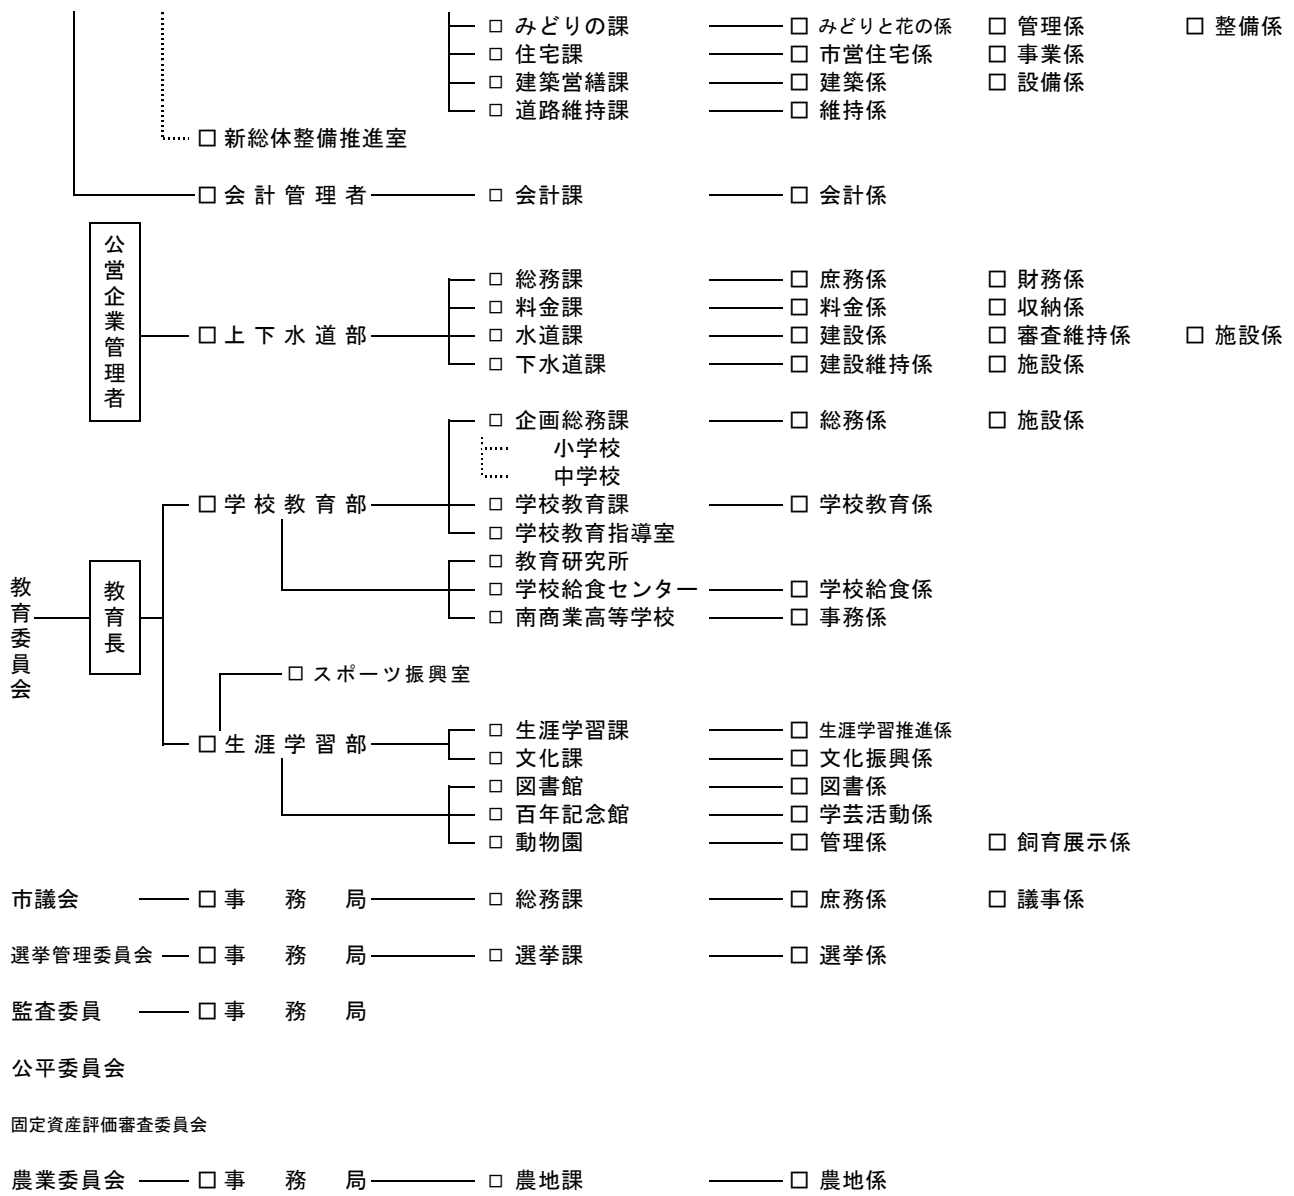 □ みどりの課 □ みどりと花の係 □ 管理係 □ 整備係
□ 住宅課 □ 市営住宅係 □ 事業係
□ 建築営繕課 □ 建築係 □ 設備係
□ 道路維持課 □ 維持係
□ 新総体整備推進室
□ 会計管理者 □ 会計課 □ 会計係
公営企業管理者
□ 総務課 □ 庶務係 □ 財務係
□ 料金課 □ 料金係 □ 収納係
□ 上下水道部 □ 水道課 □ 建設係 □ 審査維持係 □ 施設係
□ 下水道課 □ 建設維持係 □ 施設係
□ 企画総務課 □ 総務係 □ 施設係
小学校
中学校
□ 学校教育部 □ 学校教育課 □ 学校教育係
□ 学校教育指導室
□ 教育研究所
□ 学校給食センター □ 学校給食係
□ 南商業高等学校 □ 事務係
教育委員会
教育長
□ スポーツ振興室
□ 生涯学習課 □ 生涯学習推進係
□ 生涯学習部
□ 文化課 □ 文化振興係
□ 図書館 □ 図書係
□ 百年記念館 □ 学芸活動係
□ 動物園 □ 管理係 □ 飼育展示係
市議会 □ 事務局 □ 総務課 □ 庶務係 □ 議事係
選挙管理委員会 □ 事務局 □ 選挙課 □ 選挙係
監査委員 □ 事務局
公平委員会
固定資産評価審査委員会
農業委員会 □ 事務局 □ 農地課 □ 農地係